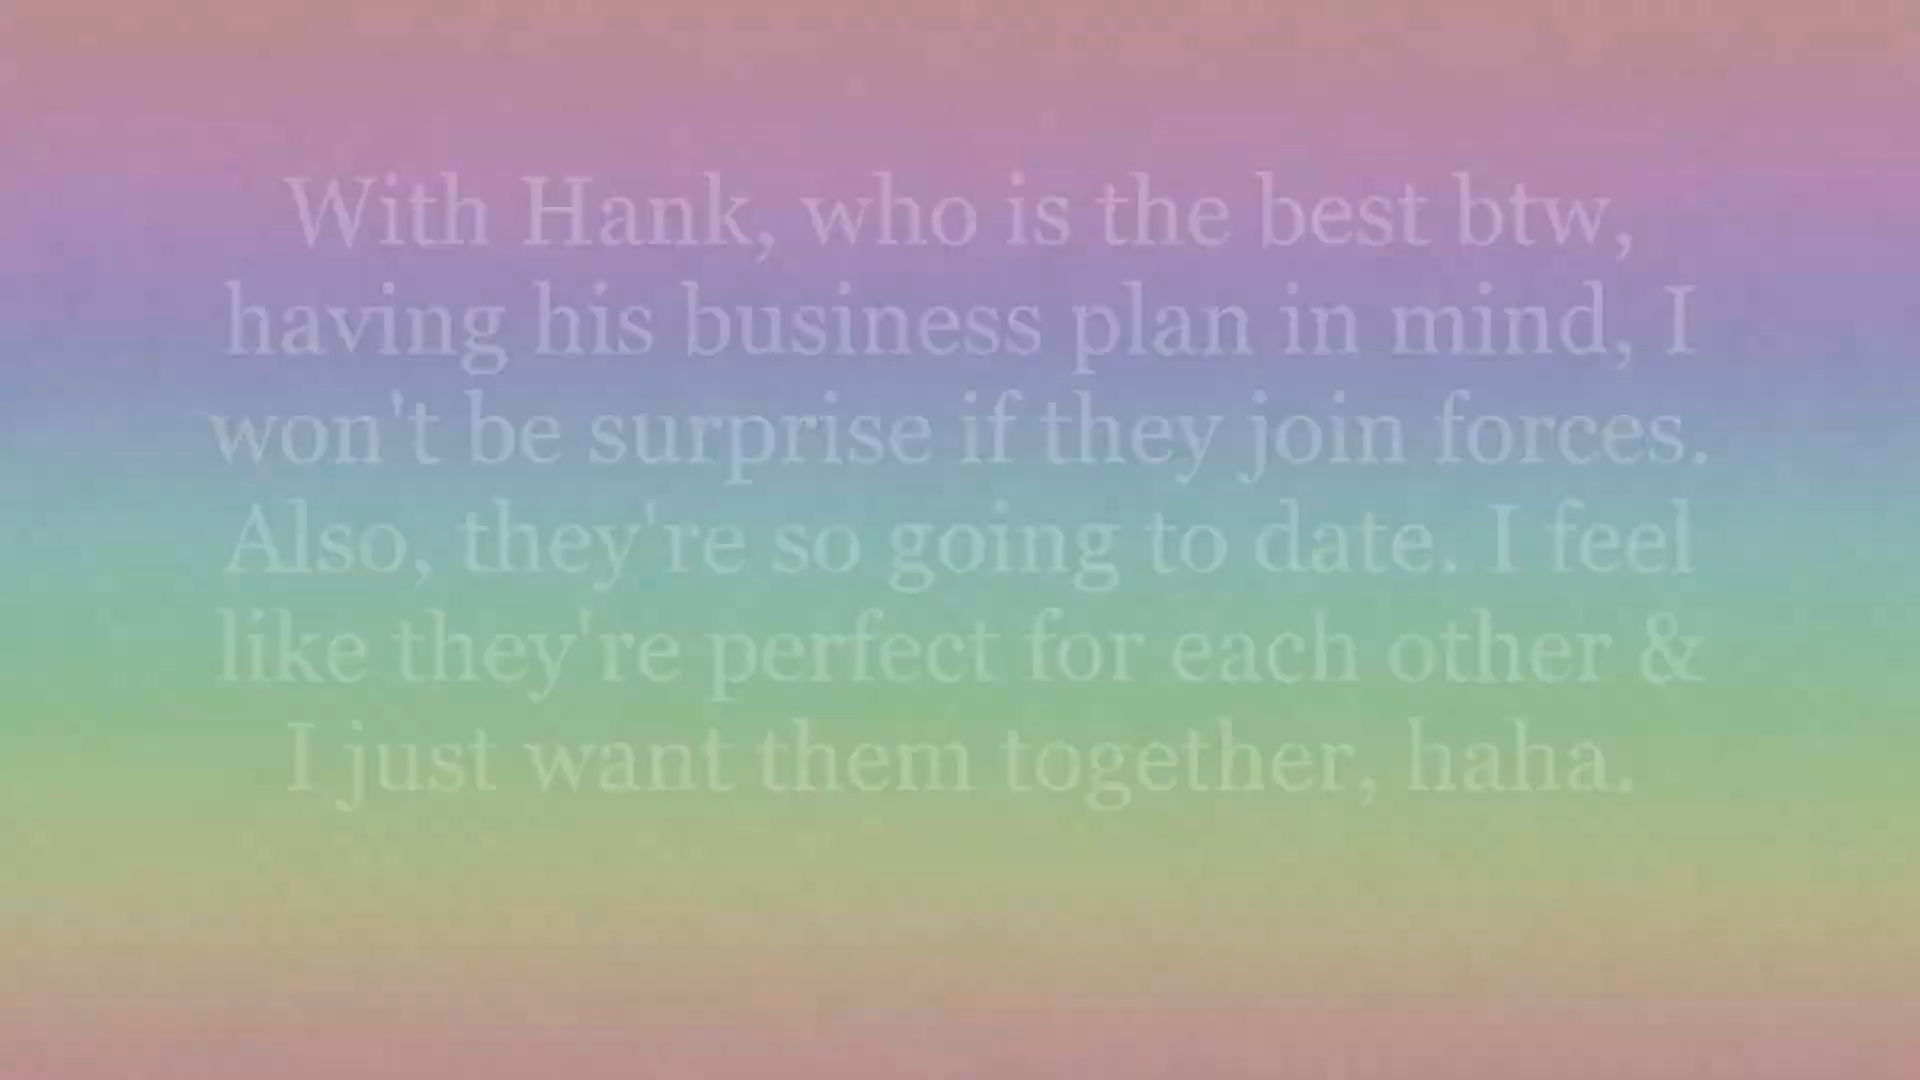 With Hank, who is the best btw,
having his business plan in mind, I
won't be surprise if they join forces.
Also, they're so going to date. I feel
like they're perfect for each other &
I just want them together, haha.